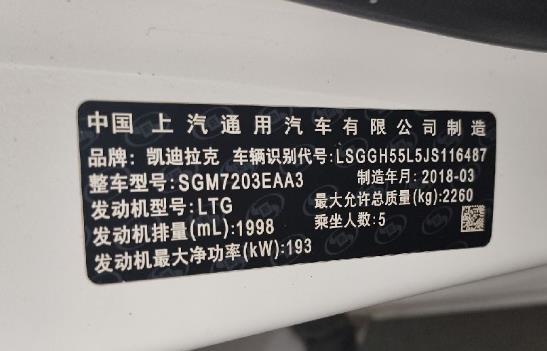 中国 上汽通用汽车有限公司制造
品牌: 凯迪拉克 车辆识别代号: LSGGH55L5JS116487
整车型号: SGM7203EAA3 制造年月: 2018-03
发动机型号: LTG 最大允许总质量(kg): 2260
发动机排量(mL): 1998 乘坐人数: 5
发动机最大净功率(kW): 193